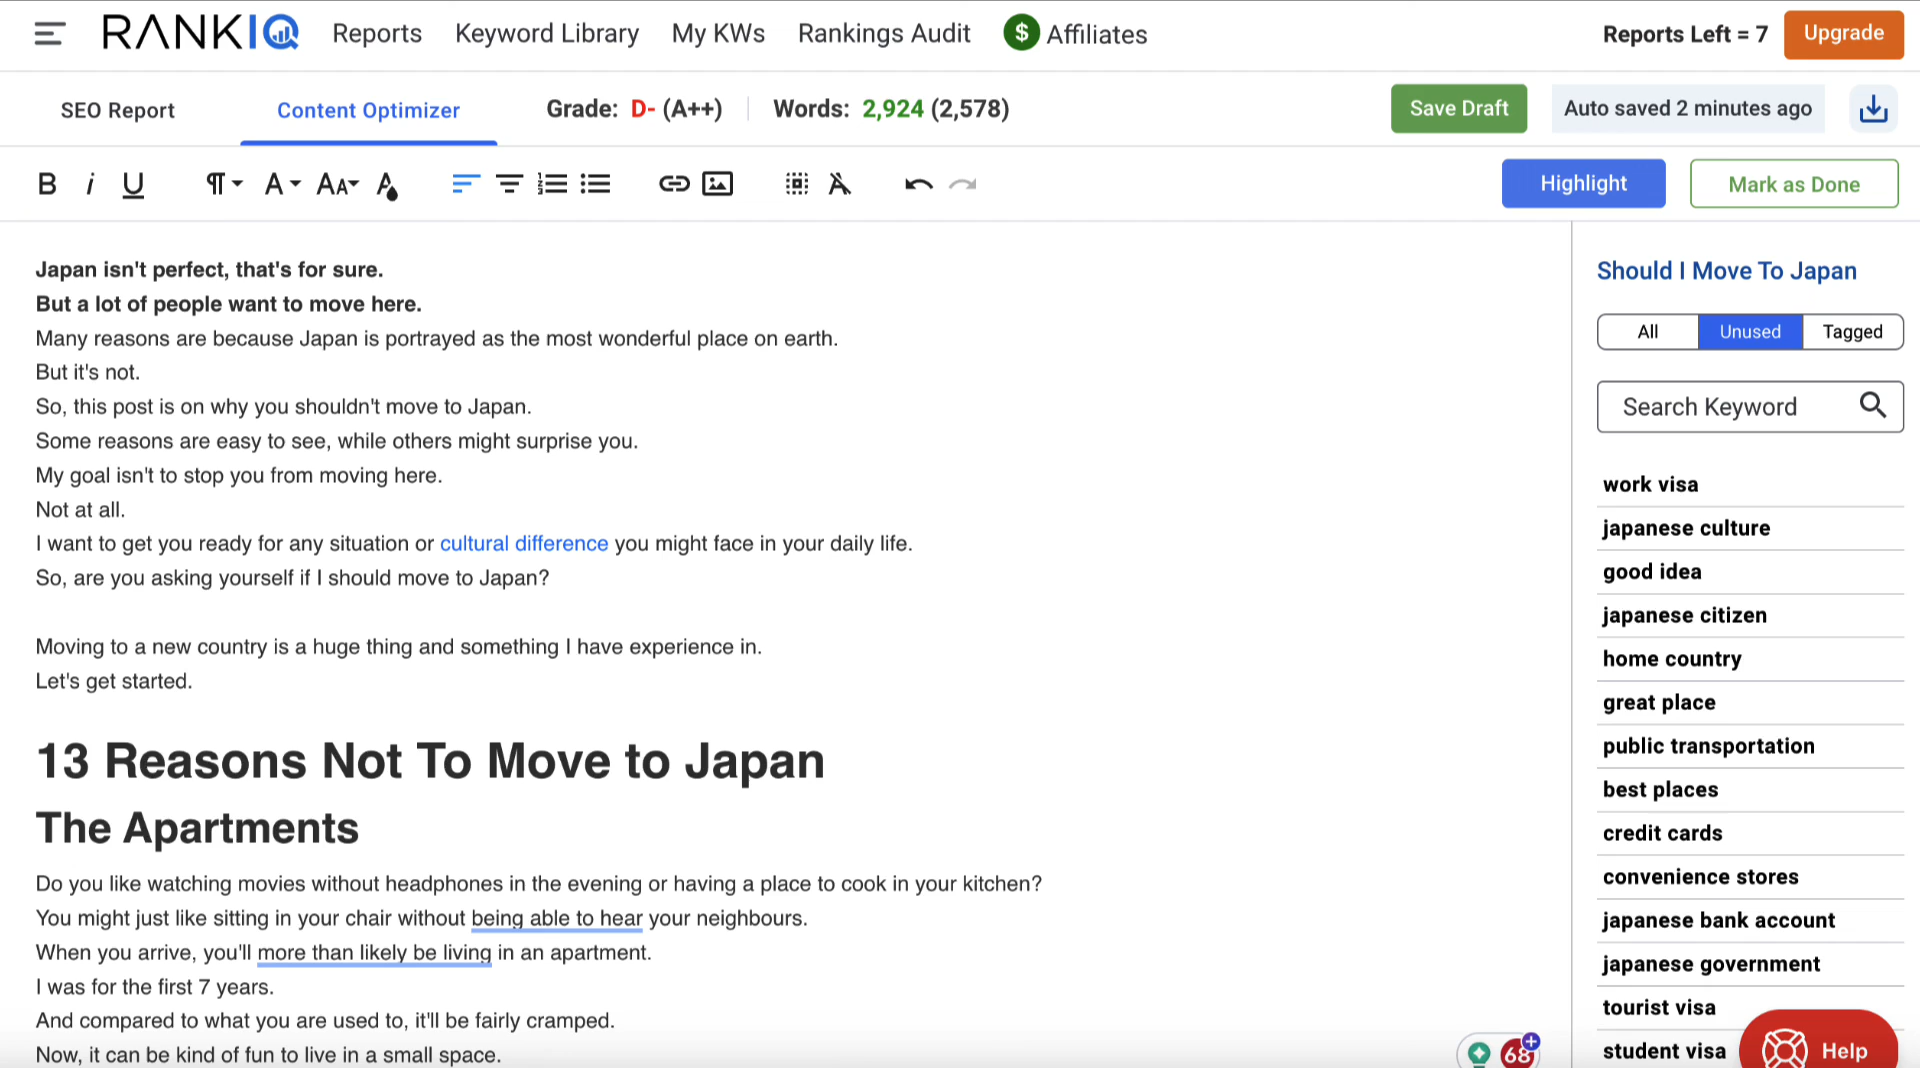 RANKIQ Reports Keyword Library My KWs Rankings Audit $ Affiliates Reports Left = 7 Upgrade
SEO Report Content Optimizer Grade: D- (A++) Words: 2,924 (2,578) Save Draft Auto saved 2 minutes ago
B i U Highlight Mark as Done
Japan isn't perfect, that's for sure.
But a lot of people want to move here.
Many reasons are because Japan is portrayed as the most wonderful place on earth.
But it's not.
So, this post is on why you shouldn't move to Japan.
Some reasons are easy to see, while others might surprise you.
My goal isn't to stop you from moving here.
Not at all.
I want to get you ready for any situation or cultural difference you might face in your daily life.
So, are you asking yourself if I should move to Japan?
Moving to a new country is a huge thing and something I have experience in.
Let's get started.
13 Reasons Not To Move to Japan
The Apartments
Do you like watching movies without headphones in the evening or having a place to cook in your kitchen?
You might just like sitting in your chair without being able to hear your neighbours.
When you arrive, you'll more than likely be living in an apartment.
I was for the first 7 years.
And compared to what you are used to, it'll be fairly cramped.
Now, it can be kind of fun to live in a small space.
68
Should I Move To Japan
All Unused Tagged
Search Keyword
work visa
japanese culture
good idea
japanese citizen
home country
great place
public transportation
best places
credit cards
convenience stores
japanese bank account
japanese government
tourist visa
student visa
Help